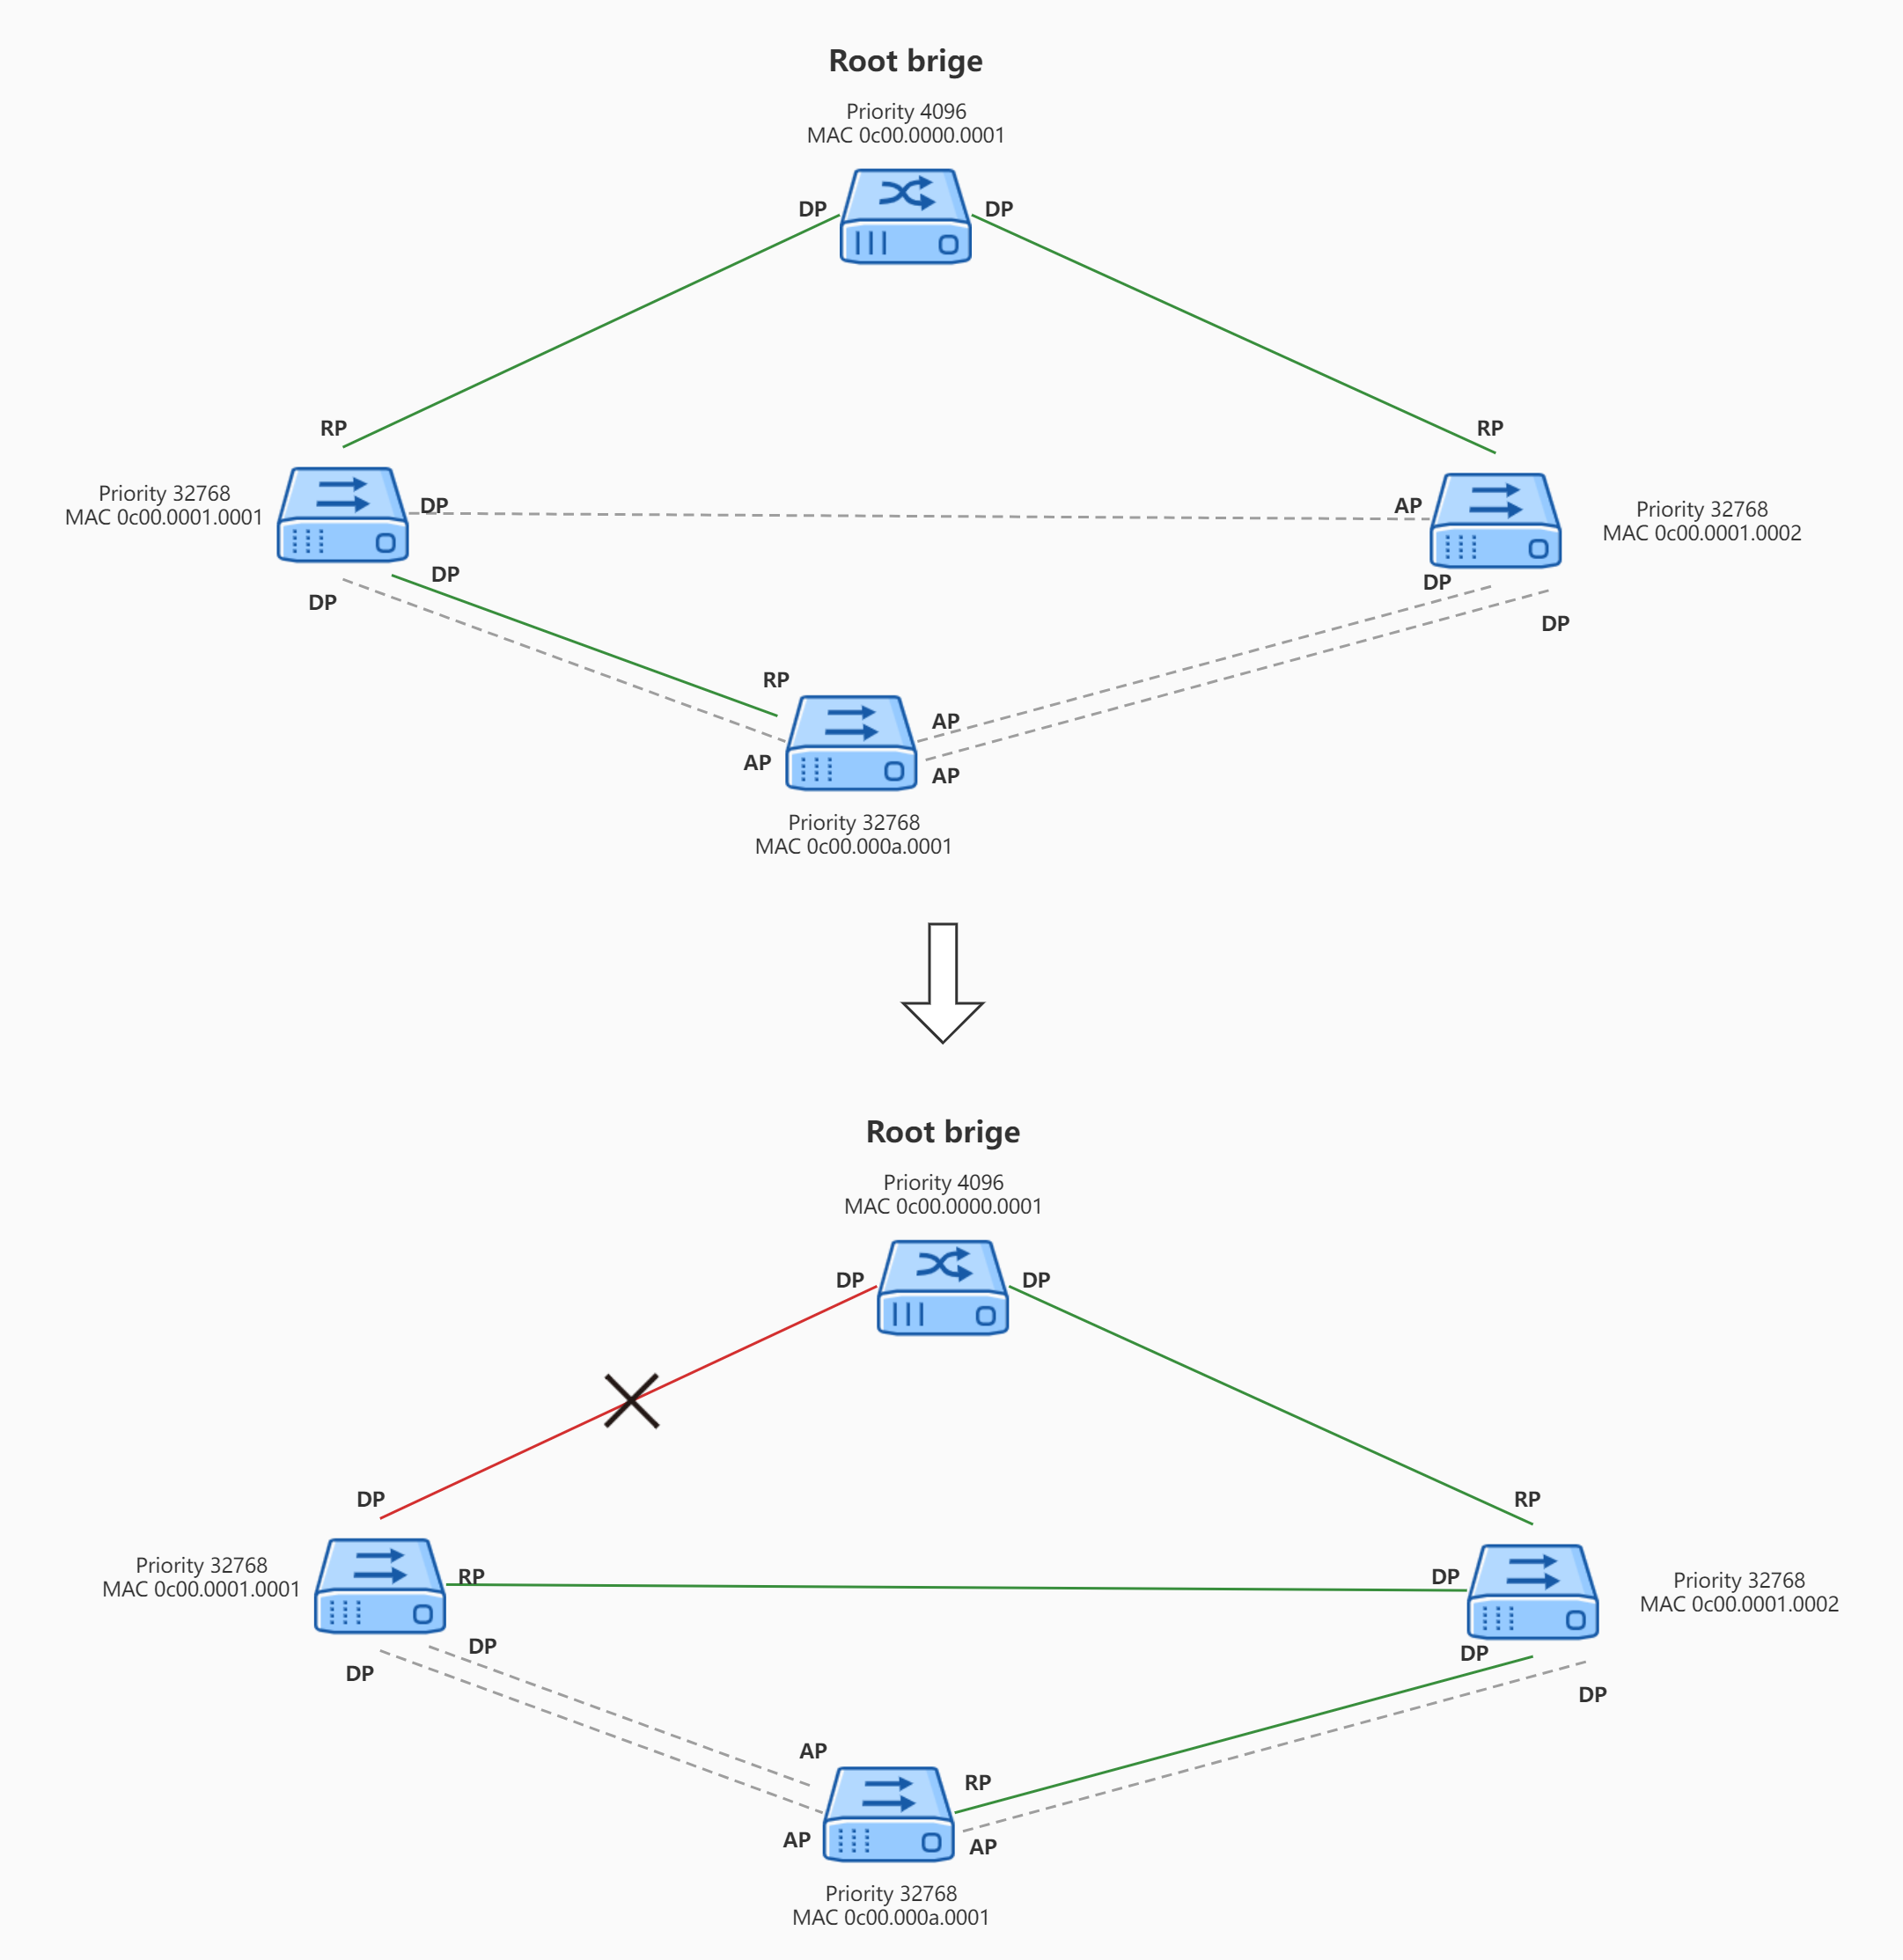 Root brige
Priority 4096
MAC 0c00.0000.0001
DP
DP
RP
RP
Priority 32768
MAC 0c00.0001.0001
DP
AP
Priority 32768
MAC 0c00.0001.0002
DP
DP
DP
DP
RP
AP
AP
AP
Priority 32768
MAC 0c00.000a.0001
Root brige
Priority 4096
MAC 0c00.0000.0001
DP
DP
DP
RP
Priority 32768
MAC 0c00.0001.0001
RP
DP
Priority 32768
MAC 0c00.0001.0002
DP
DP
DP
DP
AP
RP
AP
AP
Priority 32768
MAC 0c00.000a.0001